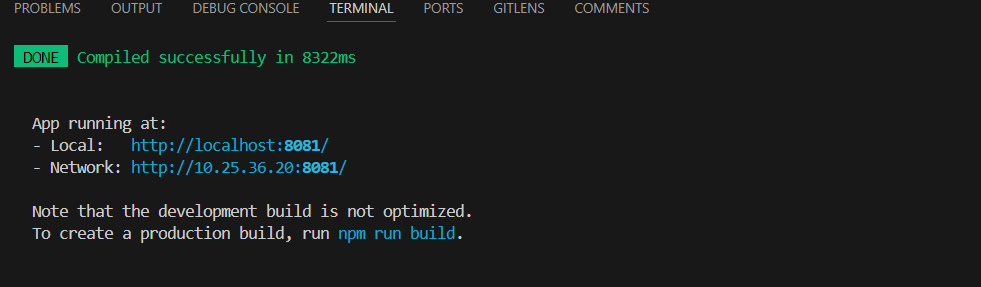 PROBLEMS OUTPUT DEBUG CONSOLE TERMINAL PORTS GITLENS COMMENTS
DONE Compiled successfully in 8322ms
App running at:
- Local: http://localhost:8081/
- Network: http://10.25.36.20:8081/
Note that the development build is not optimized.
To create a production build, run npm run build.